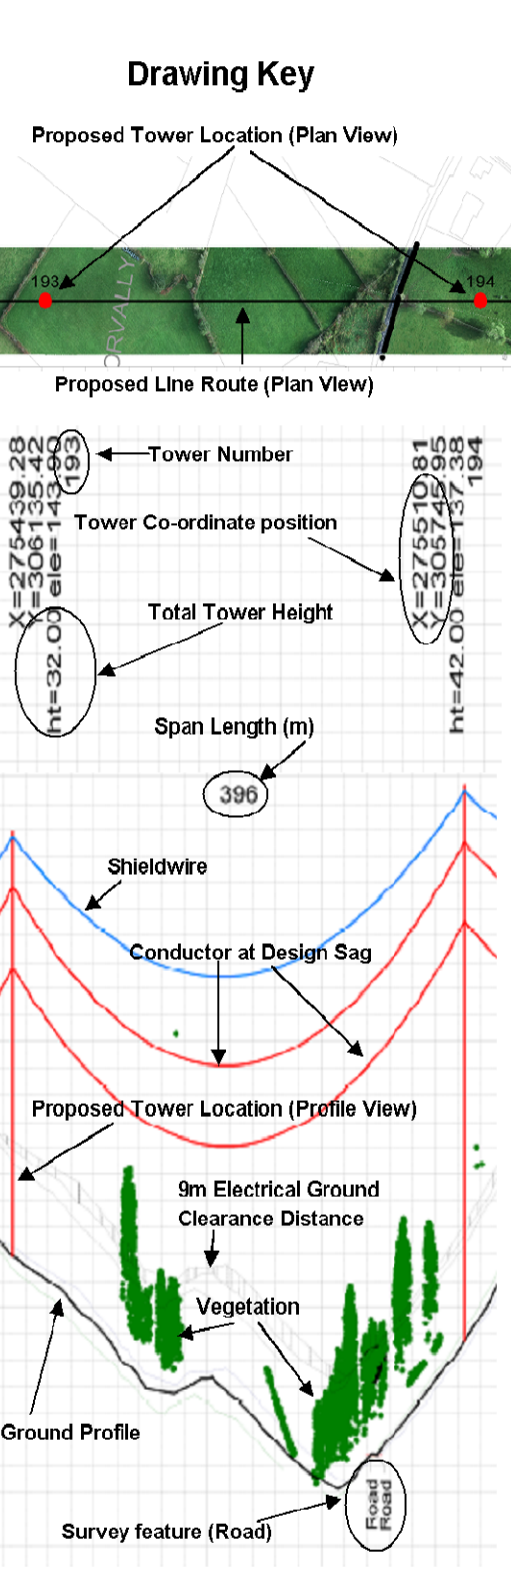 Drawing Key
Proposed Tower Location (Plan View)
193
194
ORVALLY
Proposed Line Route (Plan View)
X=275439.28
Y=306135.42
ht=32.00 ele=143.90
193
Tower Number
Tower Co-ordinate position
Total Tower Height
X=275510.81
Y=305745.95
ht=42.00 ele=137.38
194
Span Length (m)
396
Shieldwire
Conductor at Design Sag
Proposed Tower Location (Profile View)
9m Electrical Ground
Clearance Distance
Vegetation
Ground Profile
Road
Road
Survey feature (Road)